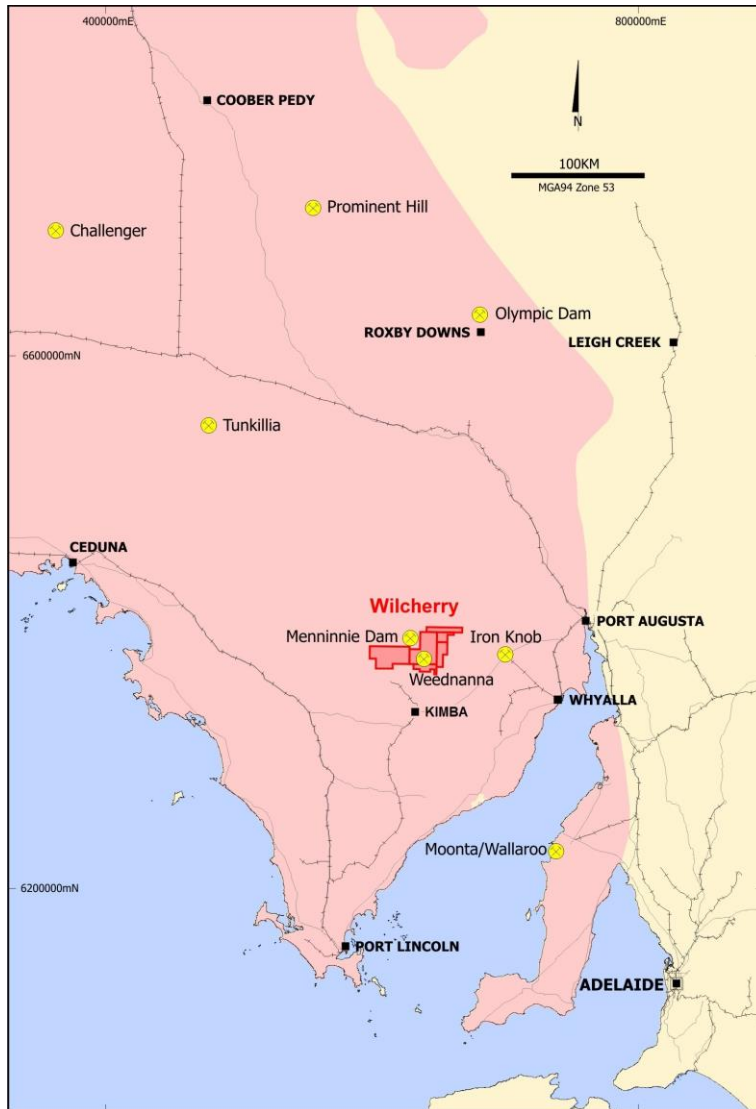 400000mE
800000mE
COOBER PEDY
N
100KM
MGA94 Zone 53
Prominent Hill
Challenger
Olympic Dam
ROXBY DOWNS
LEIGH CREEK
6600000mN
Tunkillia
CEDUNA
Wilcherry
PORT AUGUSTA
Menninnie Dam
Iron Knob
Weednanna
WHYALLA
KIMBA
Moonta/Wallaroo
6200000mN
PORT LINCOLN
ADELAIDE